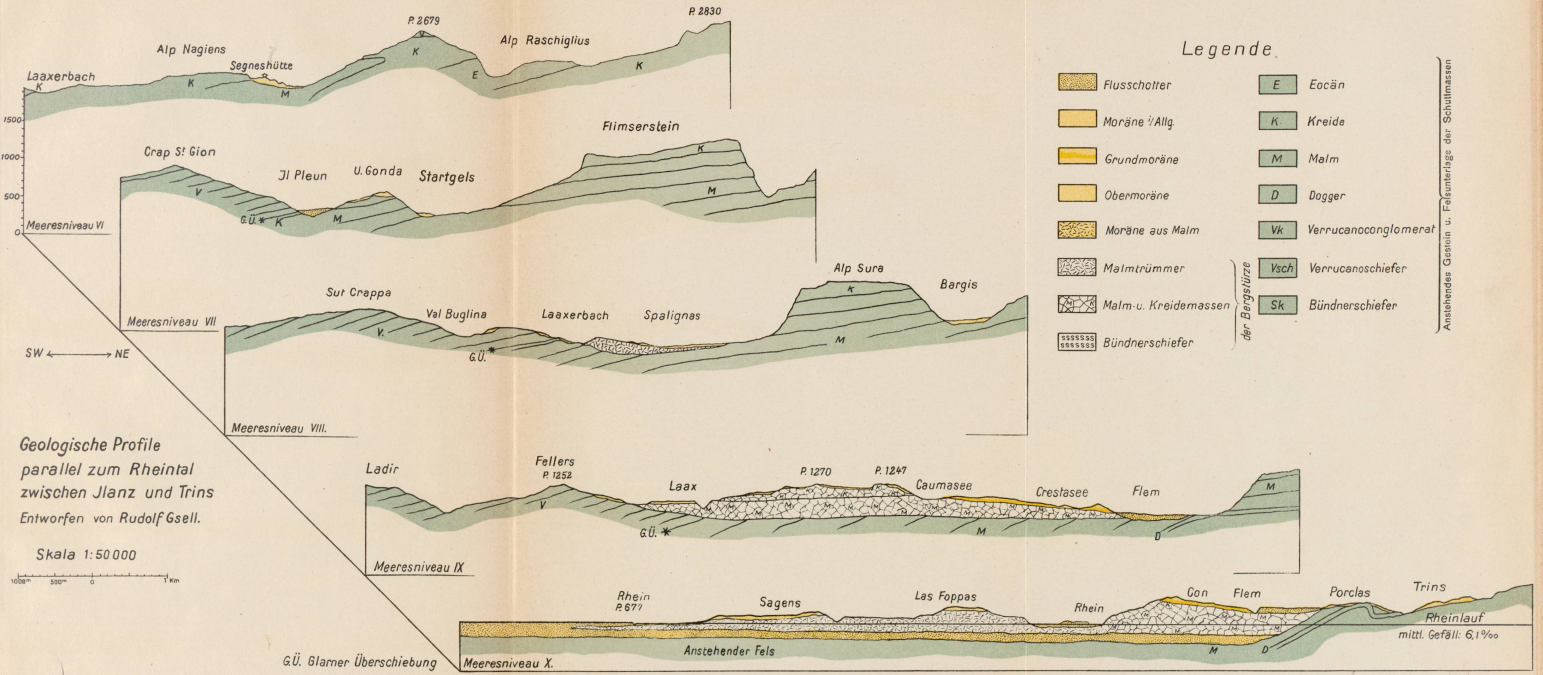 P. 2679
P. 2830
Alp Nagiens
Segneshütte
Alp Raschiglius
Laaxerbach
K
K
M
V
K
E
K
1500
1000
500
0
Meeresniveau VI
Crap St. Gion
Jl Pleun
U. Gonda
Startgels
Flimserstein
V
G.Ü. *
K
M
K
M
Meeresniveau VII
Sut Crappa
Val Buglina
Laaxerbach
Spalignas
Alp Sura
Bargis
V.
G.Ü.
*
K
M
Meeresniveau VIII.
SW ← → NE
Ladir
Fellers
P. 1252
Laax
P. 1270
P. 1247
Caumasee
Crestasee
Flem
V
G.Ü. *
M
D
M
Meeresniveau IX
Rhein
P. 677
Sagens
Las Foppas
Rhein
Con
Flem
Porclas
Trins
Rheinlauf
mittl. Gefäll: 6,1‰
Anstehender Fels
M
D
Meeresniveau X.
G.Ü. Glarner Überschiebung
Geologische Profile
parallel zum Rheintal
zwischen Jlanz und Trins
Entworfen von Rudolf Gsell.
Skala 1:50000
1000m 500m 0 1 Km
Legende
Flusschotter
Moräne i/Allg.
Grundmoräne
Obermoräne
Moräne aus Malm
Malmtrümmer
Malm-u. Kreidemassen
Bündnerschiefer
der Bergstürze
E Eocän
K Kreide
M Malm
D Dogger
Vk Verrucanoconglomerat
Vsch Verrucanoschiefer
Sk Bündnerschiefer
Anstehendes Gestein u. Felsunterlage der Schuttmassen